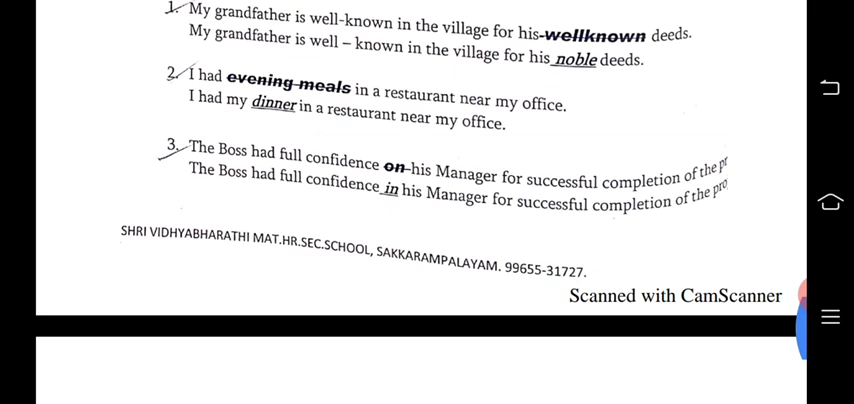 1. My grandfather is well-known in the village for his wellknown deeds.
My grandfather is well – known in the village for his noble deeds.
2. I had evening meals in a restaurant near my office.
I had my dinner in a restaurant near my office.
3. The Boss had full confidence on his Manager for successful completion of the pr
The Boss had full confidence in his Manager for successful completion of the pro
SHRI VIDHYABHARATHI MAT.HR.SEC.SCHOOL, SAKKARAMPALAYAM. 99655-31727.
Scanned with CamScanner